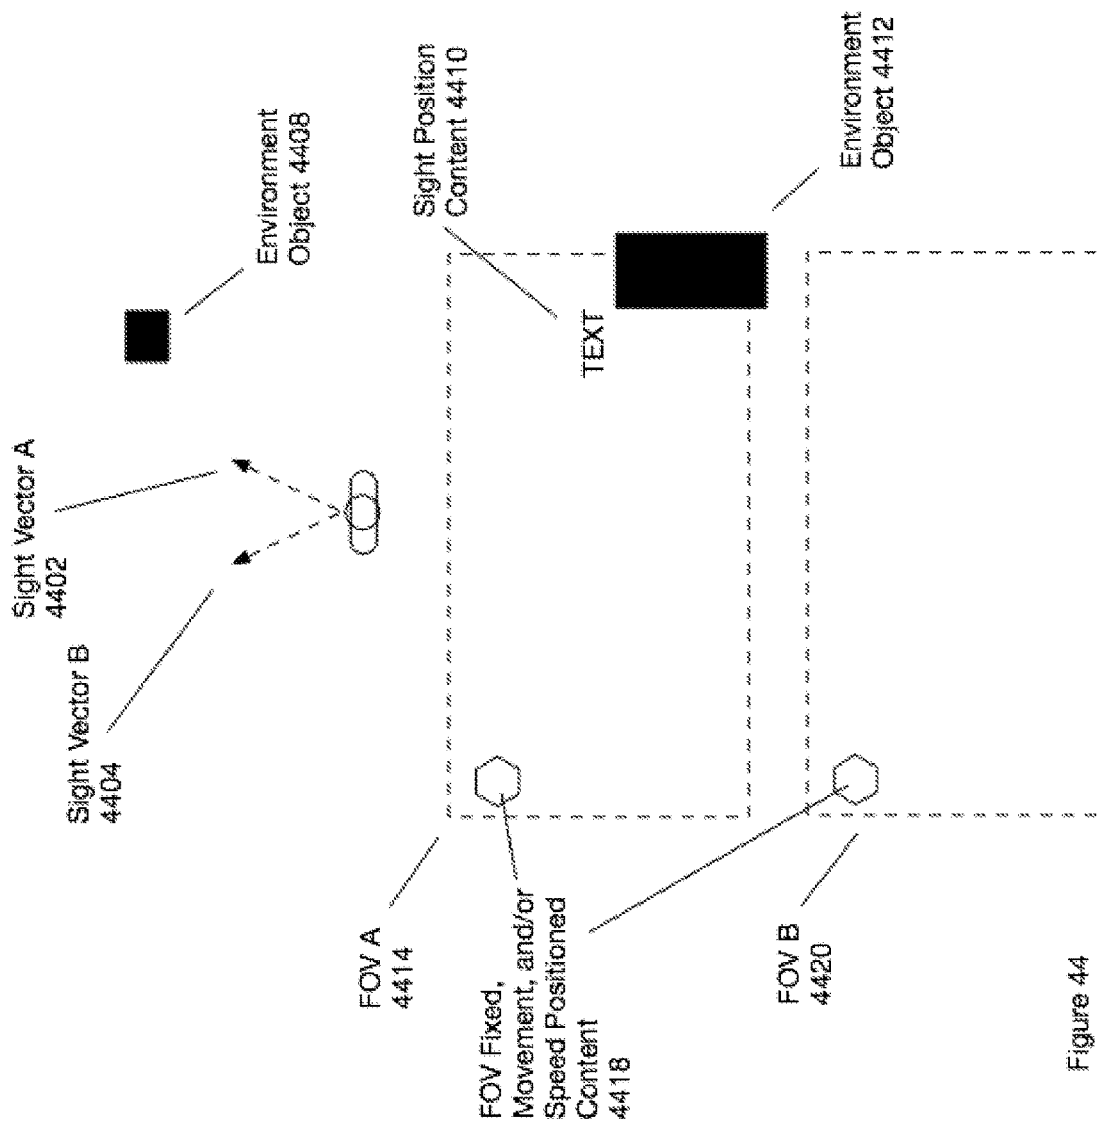 Sight Vector A
4402
Sight Vector B
4404
Environment
Object 4408
FOV A
4414
Sight Position
Content 4410
FOV Fixed,
Movement, and/or
Speed Positioned
Content
4418
TEXT
Environment
Object 4412
FOV B
4420
Figure 44